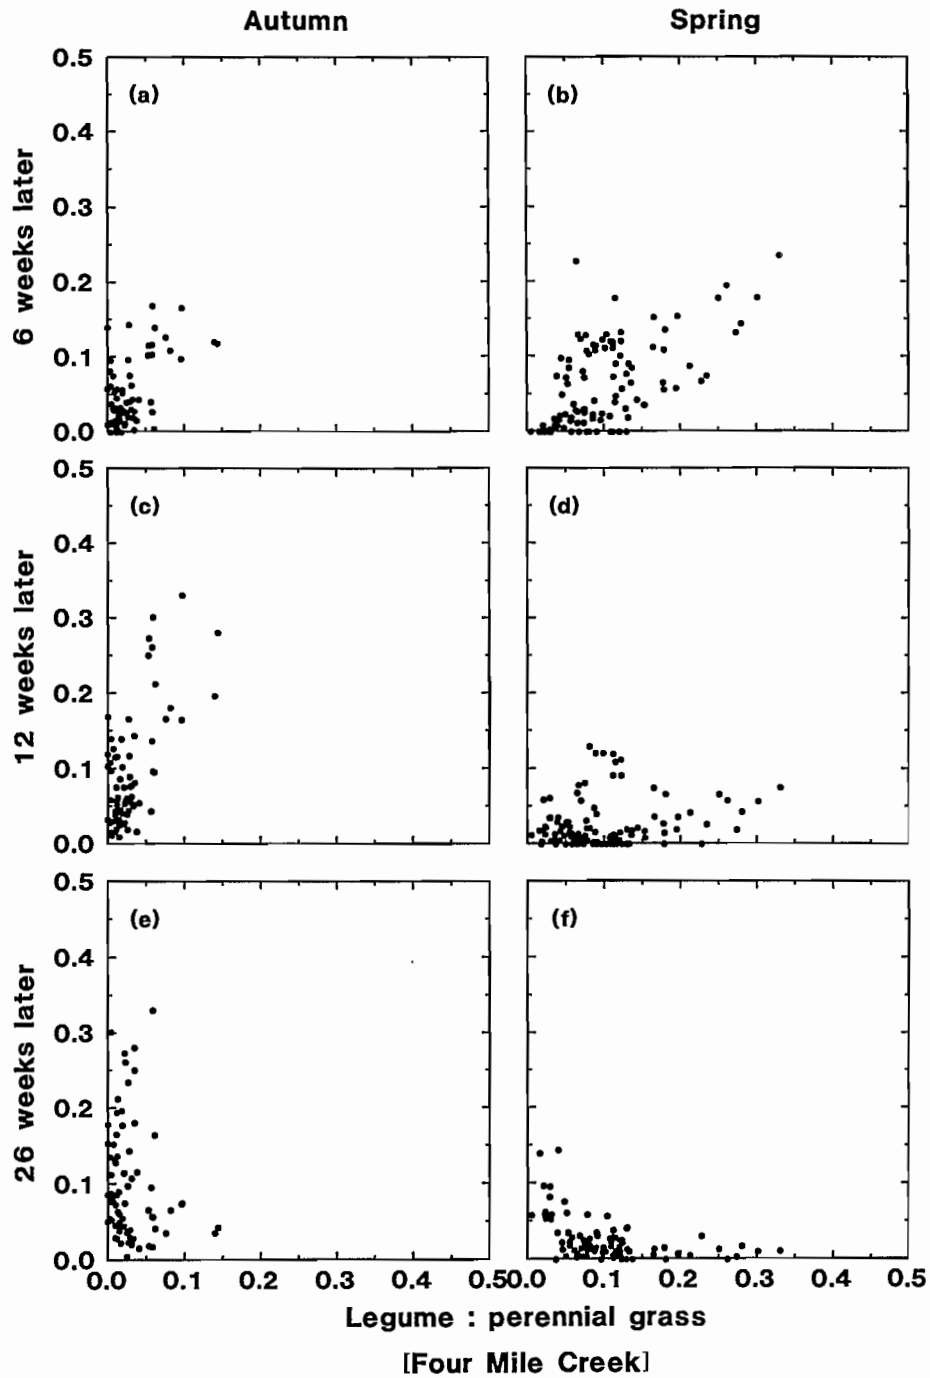 Autumn Spring
0.5
(a) (b)
0.4
0.3
0.2
0.1
0.0
6 weeks later
0.5
(c) (d)
0.4
0.3
0.2
0.1
0.0
12 weeks later
0.5
(e) (f)
0.4
0.3
0.2
0.1
0.0
26 weeks later
0.0 0.1 0.2 0.3 0.4 0.5 0.0 0.1 0.2 0.3 0.4 0.5
Legume : perennial grass
[Four Mile Creek]